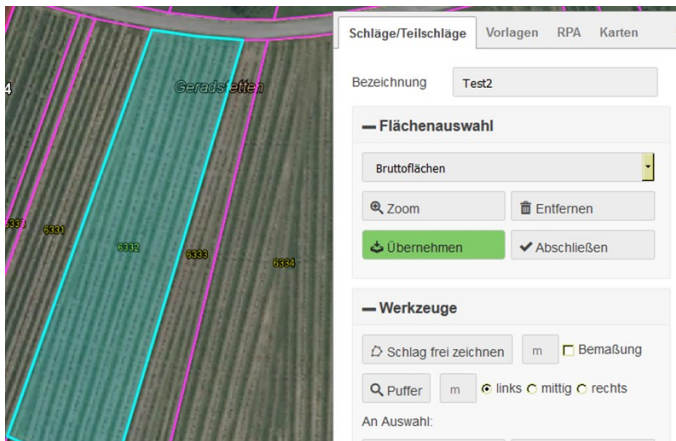 Geradstetten
4
6331
6332
6333
6334
Schläge/Teilschläge Vorlagen RPA Karten
Bezeichnung Test2
Flächenauswahl
Bruttoflächen
Zoom Entfernen
Übernehmen Abschließen
Werkzeuge
Schlag frei zeichnen m Bemaßung
Puffer m links mittig rechts
An Auswahl: